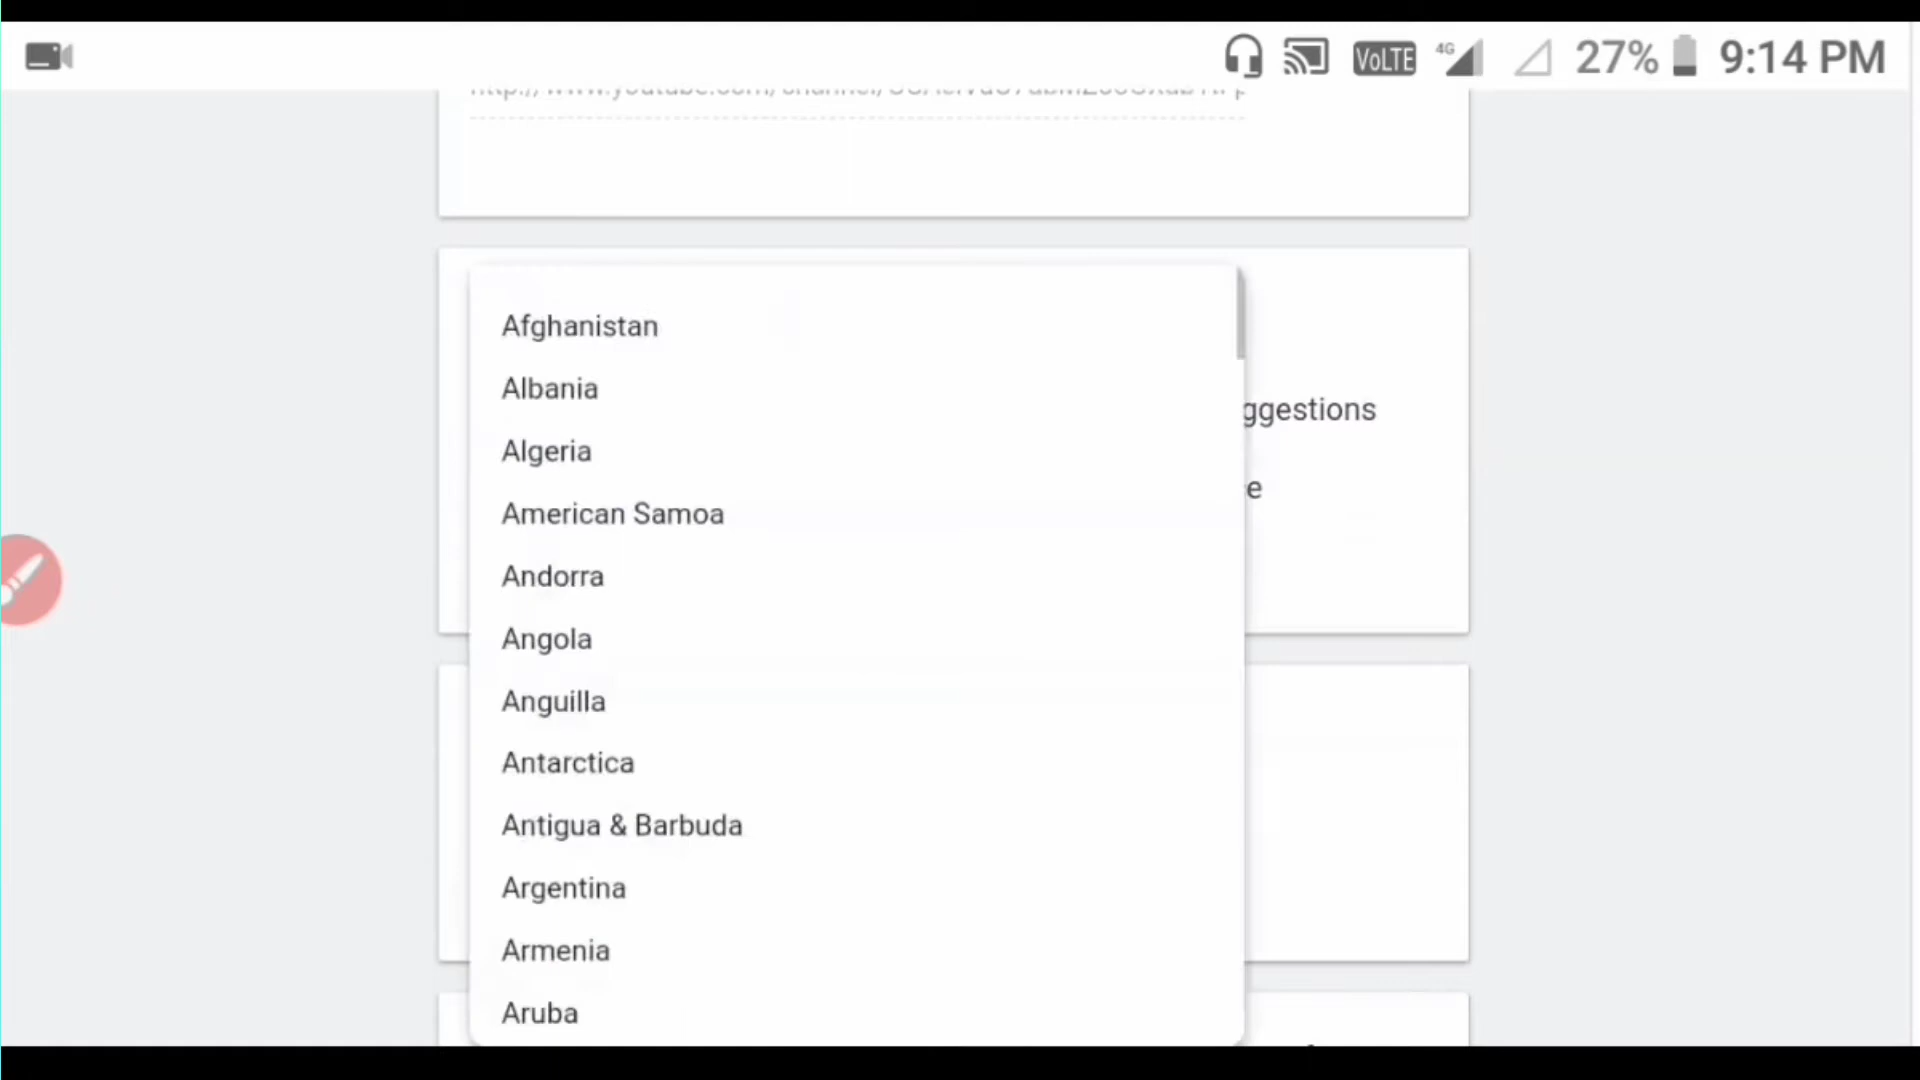 VoLTE 4G 27% 9:14 PM
Afghanistan
Albania
Algeria
ggestions
e
American Samoa
Andorra
Angola
Anguilla
Antarctica
Antigua & Barbuda
Argentina
Armenia
Aruba